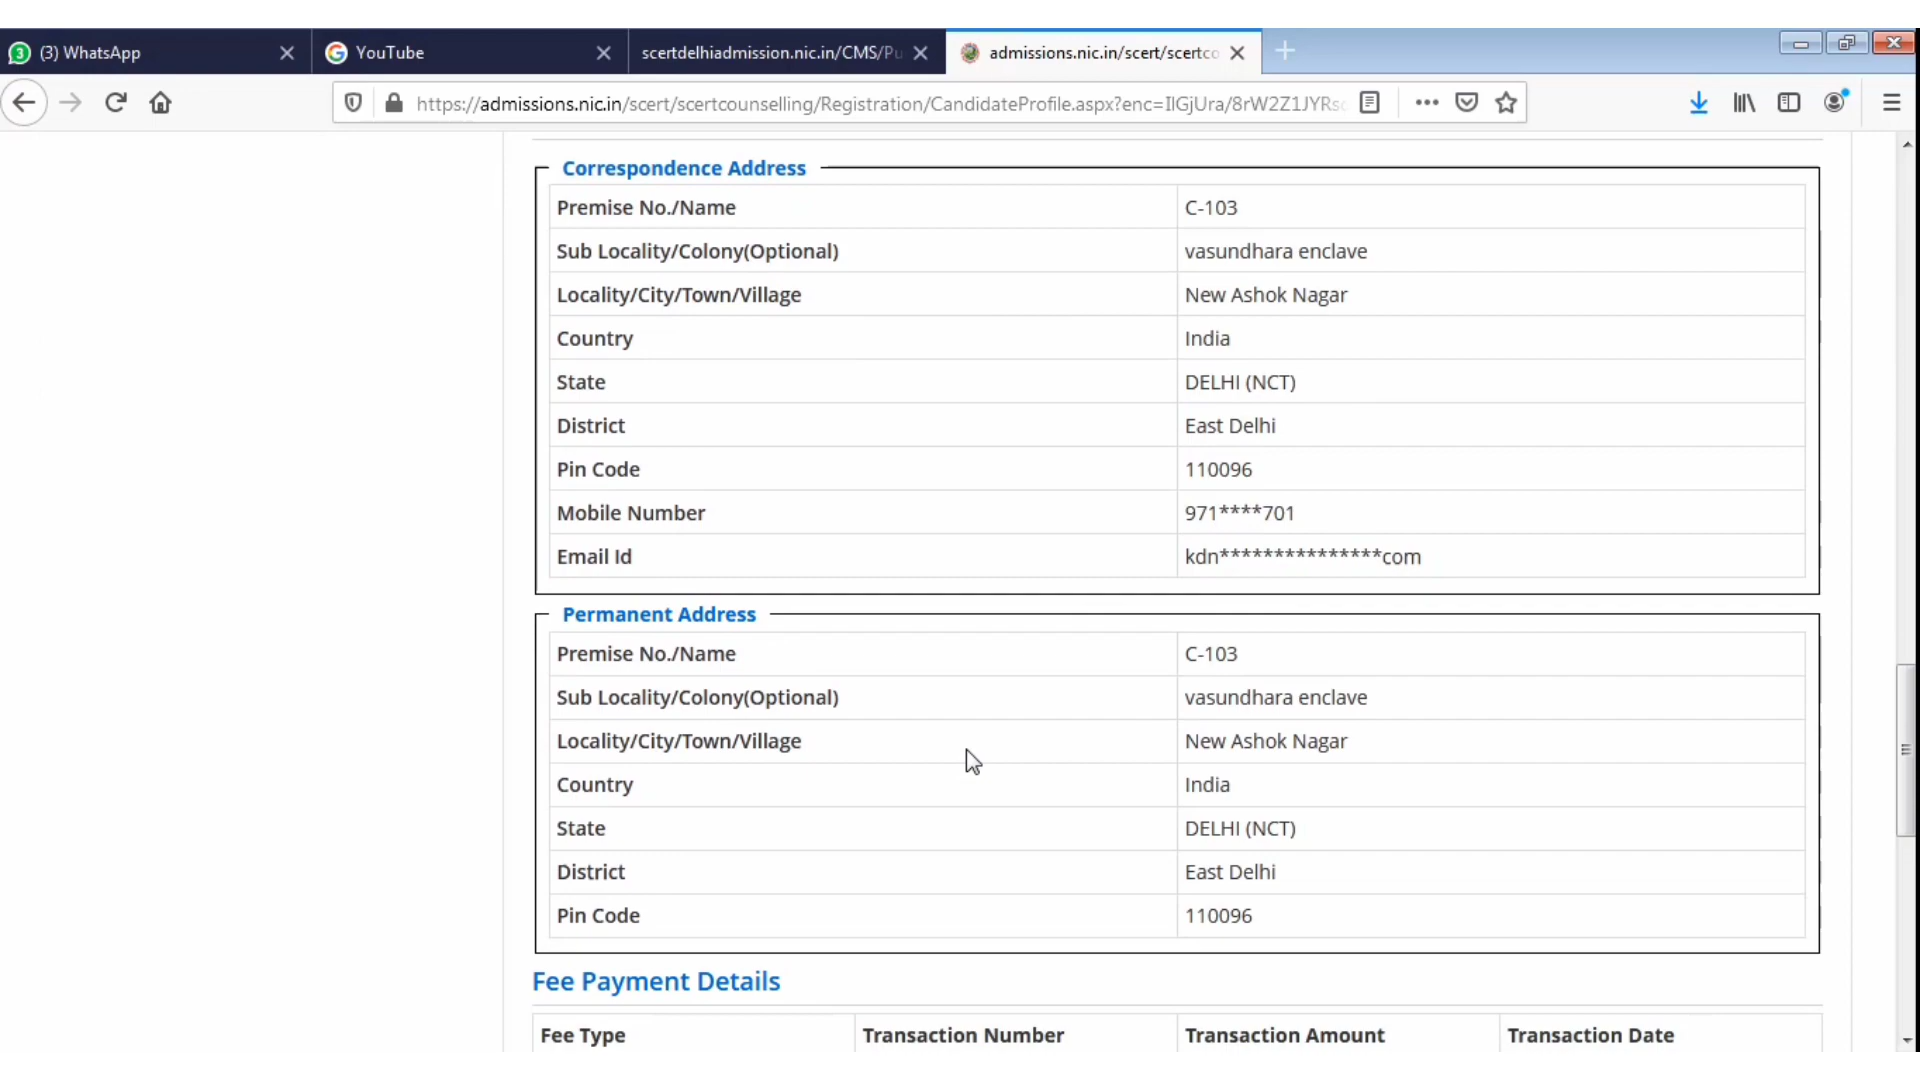 (3) WhatsApp
YouTube
scertdelhiadmission.nic.in/CMS/Pu
admissions.nic.in/scert/scertco
https://admissions.nic.in/scert/scertcounselling/Registration/CandidateProfile.aspx?enc=IlGjUra/8rW2Z1JYRsc
Correspondence Address
Premise No./Name C-103
Sub Locality/Colony(Optional) vasundhara enclave
Locality/City/Town/Village New Ashok Nagar
Country India
State DELHI (NCT)
District East Delhi
Pin Code 110096
Mobile Number 971****701
Email Id kdn***************com
Permanent Address
Premise No./Name C-103
Sub Locality/Colony(Optional) vasundhara enclave
Locality/City/Town/Village New Ashok Nagar
Country India
State DELHI (NCT)
District East Delhi
Pin Code 110096
Fee Payment Details
Fee Type Transaction Number Transaction Amount Transaction Date